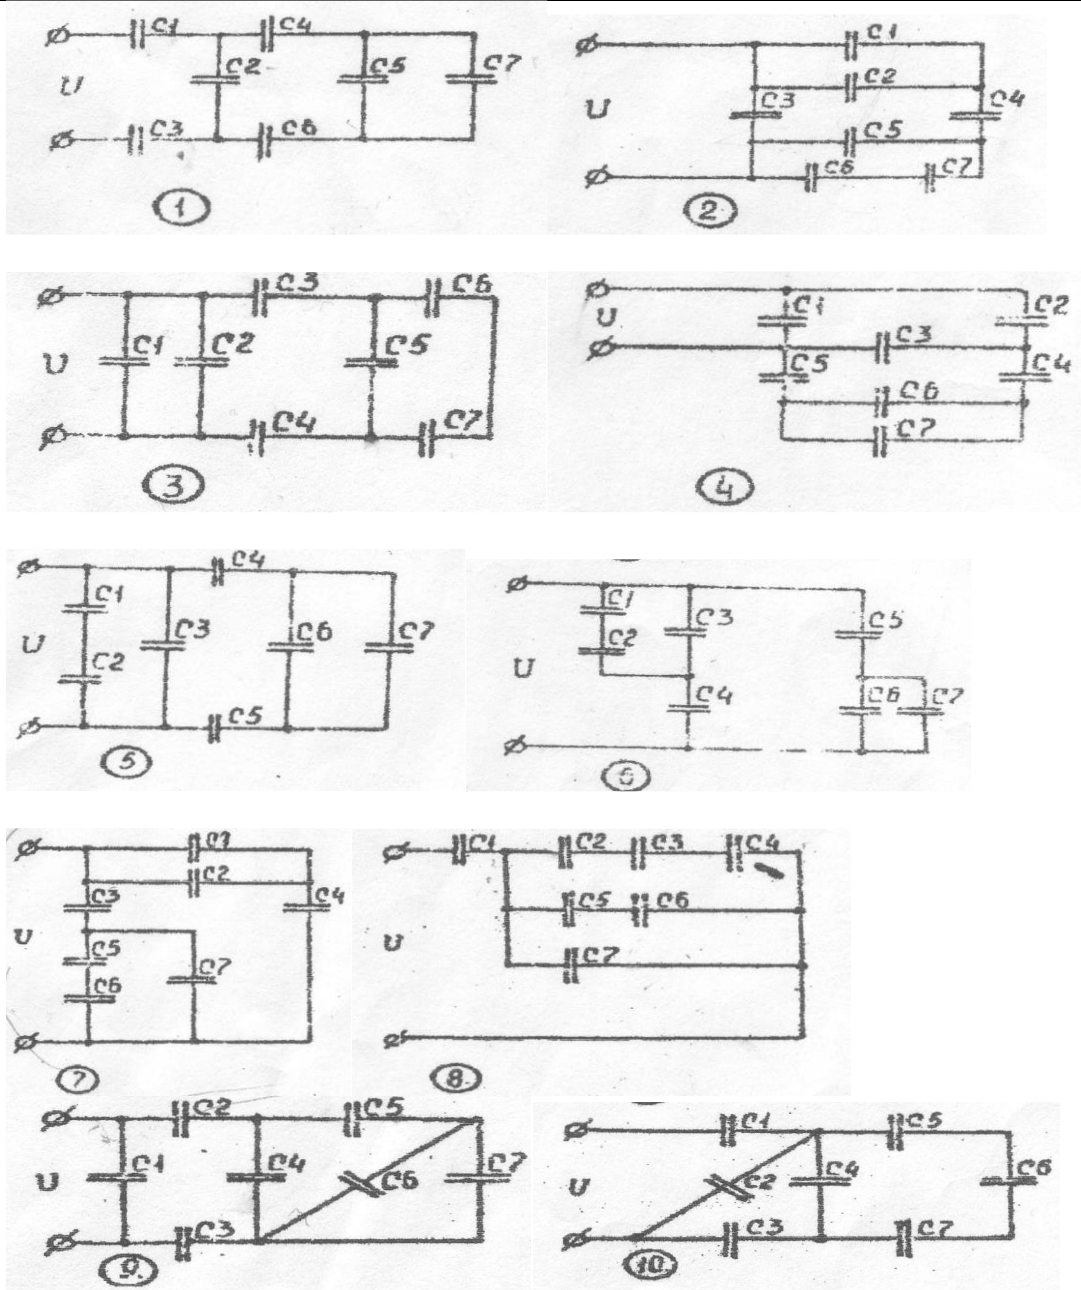 C1 C4
U C2 C5 C7
C3 C6
1
C1
C2
U C3 C4
C5
C6 C7
2
C3 C6
U C1 C2 C5
C4 C7
3
U C1 C2
C3
C5 C4
C6
C7
4
C4
C1
U C3 C6 C7
C2
C5
5
C1 C3 C5
C2
U
C4 C6 C7
6
C1
C2
C3 C4
U
C5 C7
C6
7
C1 C2 C3 C4
C5 C6
U
C7
8
C2 C5
U C1 C4 C6 C7
C3
9
C1 C5
U C2 C4 C6
C3 C7
10